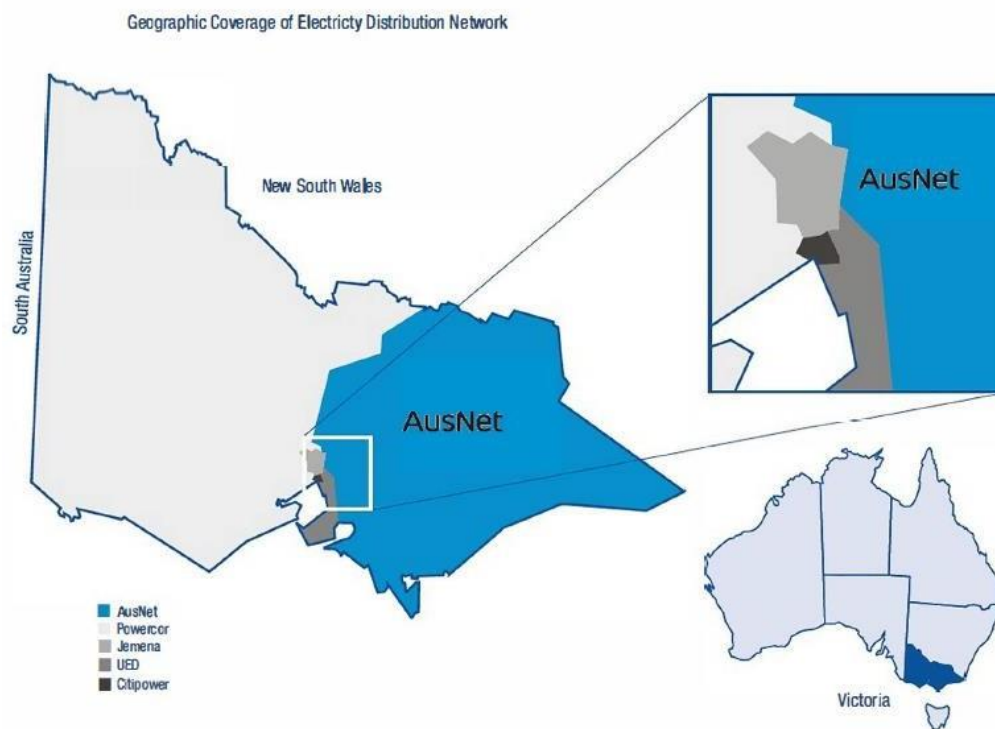 Geographic Coverage of Electricty Distribution Network
New South Wales
South Australia
AusNet
AusNet
AusNet
Powercor
Jemena
UED
Citipower
Victoria